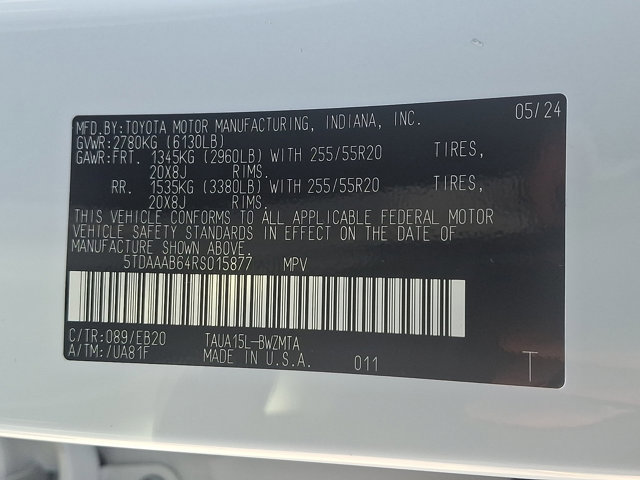 05/24
MFD.BY:TOYOTA MOTOR MANUFACTURING, INDIANA, INC.
GVWR:2780KG (6130LB)
GAWR:FRT. 1345KG (2960LB) WITH 255/55R20 TIRES,
20X8J RIMS.
RR. 1535KG (3380LB) WITH 255/55R20 TIRES,
20X8J RIMS.
THIS VEHICLE CONFORMS TO ALL APPLICABLE FEDERAL MOTOR
VEHICLE SAFETY STANDARDS IN EFFECT ON THE DATE OF
MANUFACTURE SHOWN ABOVE.
5TDAAAB64RS015877 MPV
C/TR:089/EB20 TAUA15L-BWZMTA
A/TM:/UA81F MADE IN U.S.A. 011 T